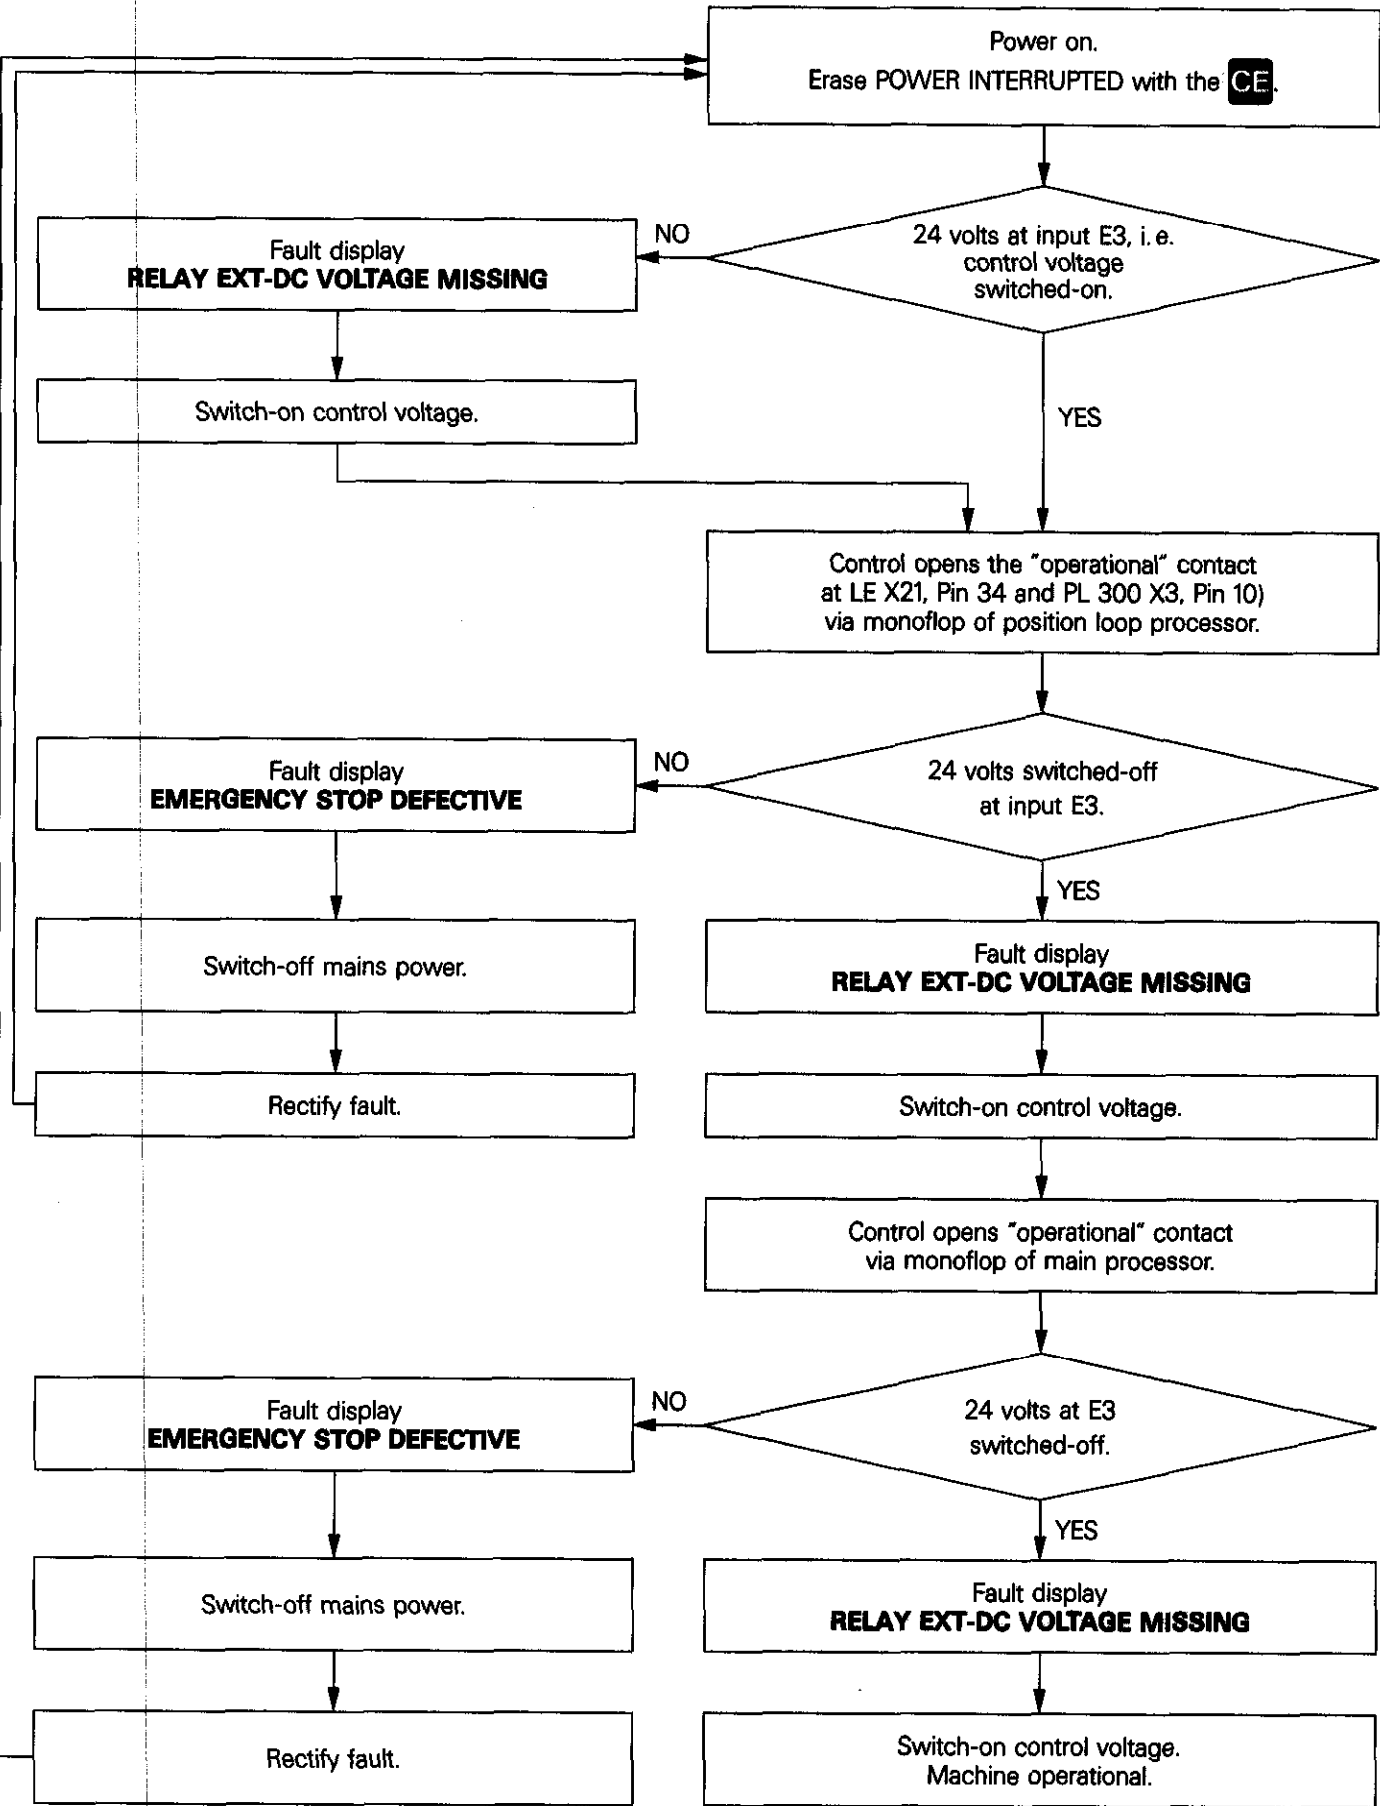 Power on.
Erase POWER INTERRUPTED with the CE.
24 volts at input E3, i.e.
control voltage
switched-on.
NO
Fault display
RELAY EXT-DC VOLTAGE MISSING
Switch-on control voltage.
YES
Control opens the "operational" contact
at LE X21, Pin 34 and PL 300 X3, Pin 10)
via monoflop of position loop processor.
24 volts switched-off
at input E3.
NO
Fault display
EMERGENCY STOP DEFECTIVE
Switch-off mains power.
Rectify fault.
YES
Fault display
RELAY EXT-DC VOLTAGE MISSING
Switch-on control voltage.
Control opens "operational" contact
via monoflop of main processor.
24 volts at E3
switched-off.
NO
Fault display
EMERGENCY STOP DEFECTIVE
Switch-off mains power.
Rectify fault.
YES
Fault display
RELAY EXT-DC VOLTAGE MISSING
Switch-on control voltage.
Machine operational.